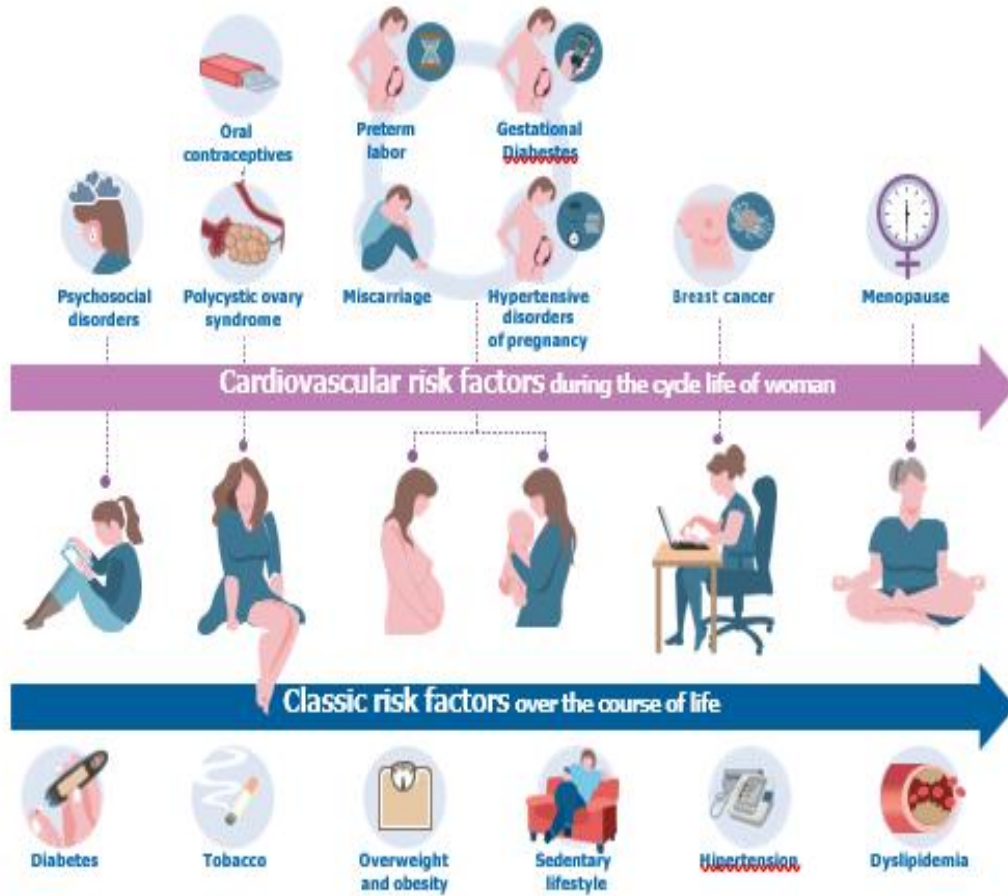 Oral
contraceptives
Preterm
labor
Gestational
Diabestes
Psychosocial
disorders
Polycystic ovary
syndrome
Miscarriage
Hypertensive
disorders
of pregnancy
Breast cancer
Menopause
Cardiovascular risk factors during the cycle life of woman
Classic risk factors over the course of life
Diabetes
Tobacco
Overweight
and obesity
Sedentary
lifestyle
Hipertension
Dyslipidemia